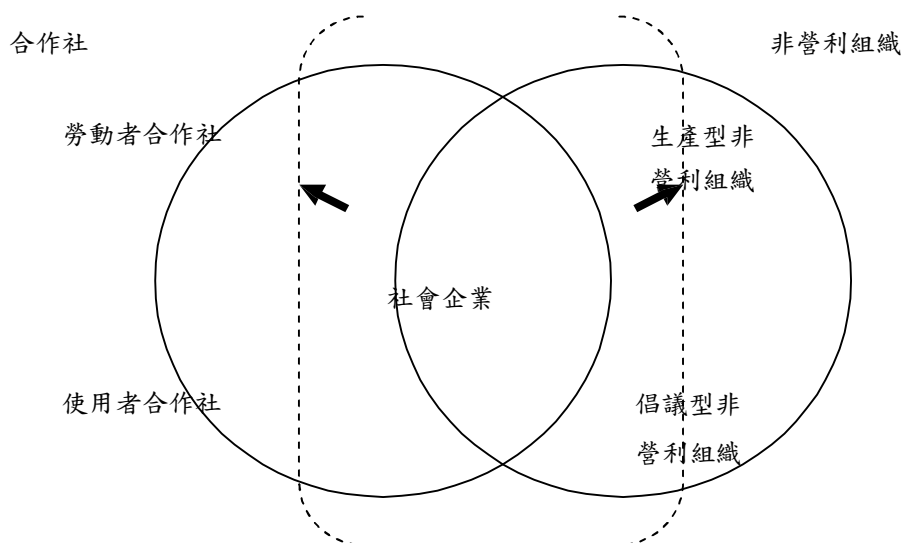 合作社
非營利組織
勞動者合作社
生產型非
營利組織
社會企業
使用者合作社
倡議型非
營利組織